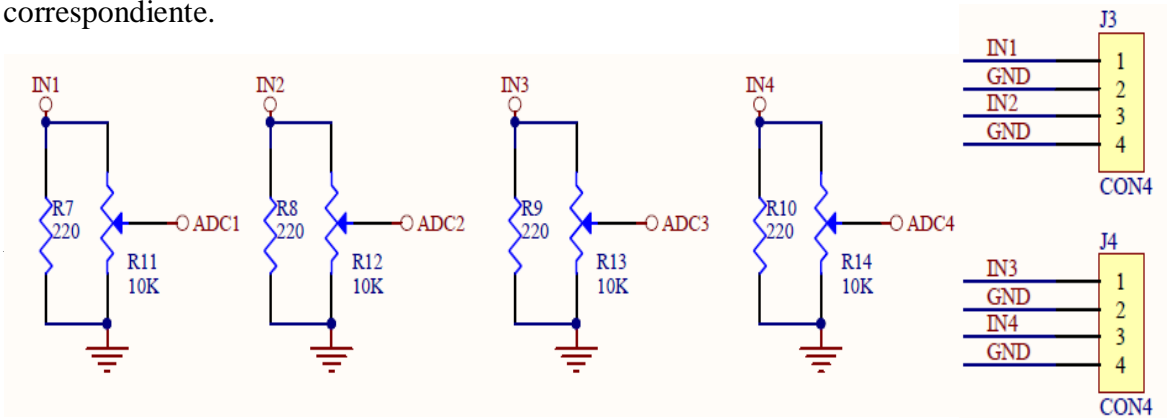 correspondiente.
IN1 IN2 IN3 IN4
R7 R8 R9 R10
220 220 220 220
ADC1 ADC2 ADC3 ADC4
R11 R12 R13 R14
10K 10K 10K 10K
J3
IN1 1
GND 2
IN2 3
GND 4
CON4
J4
IN3 1
GND 2
IN4 3
GND 4
CON4